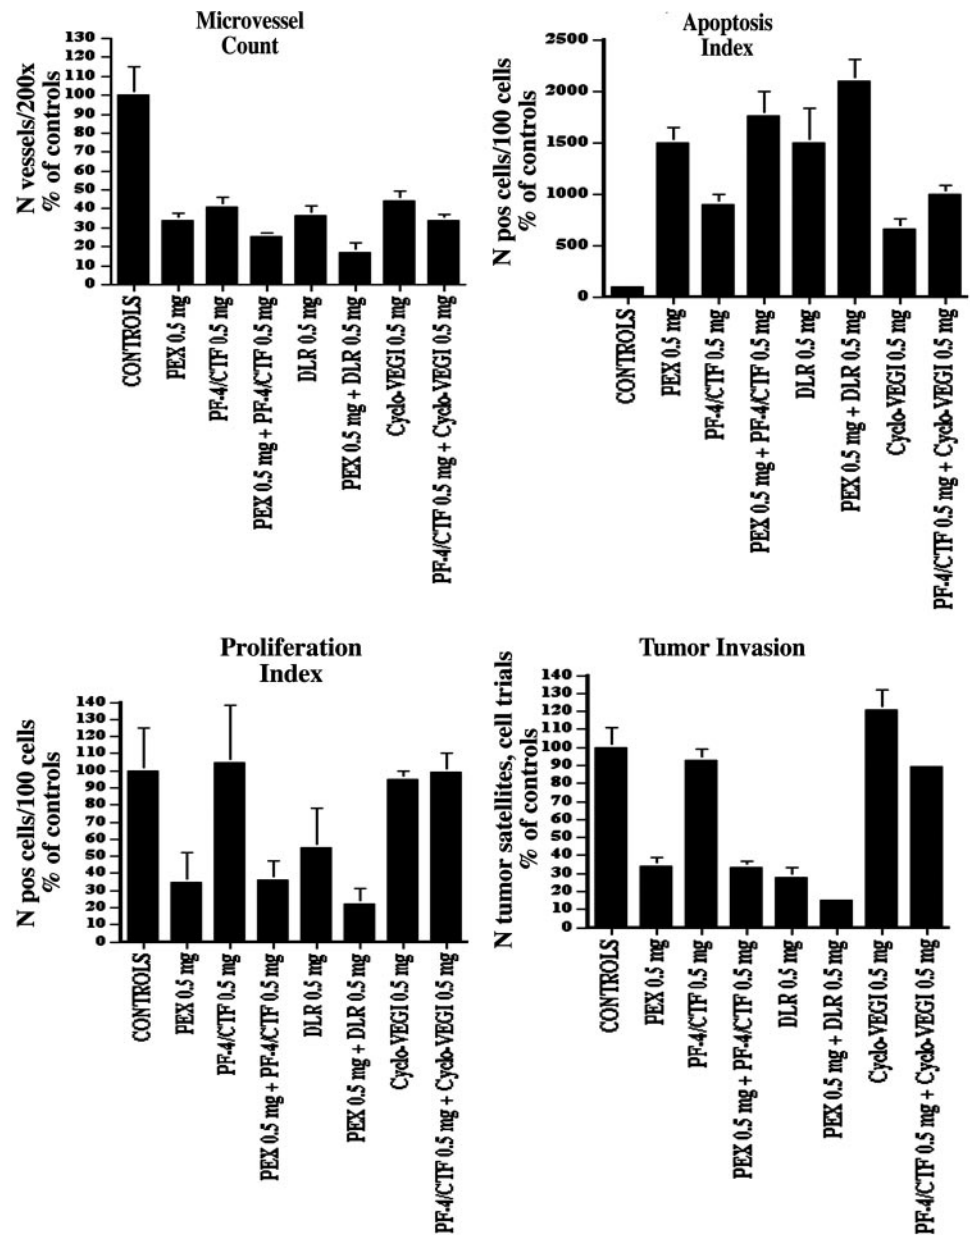 Microvessel
Count
N vessels/200x
% of controls
130
120
110
100
90
80
70
60
50
40
30
20
10
0
CONTROLS
PEX 0.5 mg
PF-4/CTF 0.5 mg
PEX 0.5 mg + PF-4/CTF 0.5 mg
DLR 0.5 mg
PEX 0.5 mg + DLR 0.5 mg
Cyclo-VEGI 0.5 mg
PF-4/CTF 0.5 mg + Cyclo-VEGI 0.5 mg
Apoptosis
Index
N pos cells/100 cells
% of controls
2500
2000
1500
1000
500
0
CONTROLS
PEX 0.5 mg
PF-4/CTF 0.5 mg
PEX 0.5 mg + PF-4/CTF 0.5 mg
DLR 0.5 mg
PEX 0.5 mg + DLR 0.5 mg
Cyclo-VEGI 0.5 mg
PF-4/CTF 0.5 mg + Cyclo-VEGI 0.5 mg
Proliferation
Index
N pos cells/100 cells
% of controls
140
130
120
110
100
90
80
70
60
50
40
30
20
10
0
CONTROLS
PEX 0.5 mg
PF-4/CTF 0.5 mg
PEX 0.5 mg + PF-4/CTF 0.5 mg
DLR 0.5 mg
PEX 0.5 mg + DLR 0.5 mg
Cyclo-VEGI 0.5 mg
PF-4/CTF 0.5 mg + Cyclo-VEGI 0.5 mg
Tumor Invasion
N tumor satellites, cell trials
% of controls
140
130
120
110
100
90
80
70
60
50
40
30
20
10
0
CONTROLS
PEX 0.5 mg
PF-4/CTF 0.5 mg
PEX 0.5 mg + PF-4/CTF 0.5 mg
DLR 0.5 mg
PEX 0.5 mg + DLR 0.5 mg
Cyclo-VEGI 0.5 mg
PF-4/CTF 0.5 mg + Cyclo-VEGI 0.5 mg